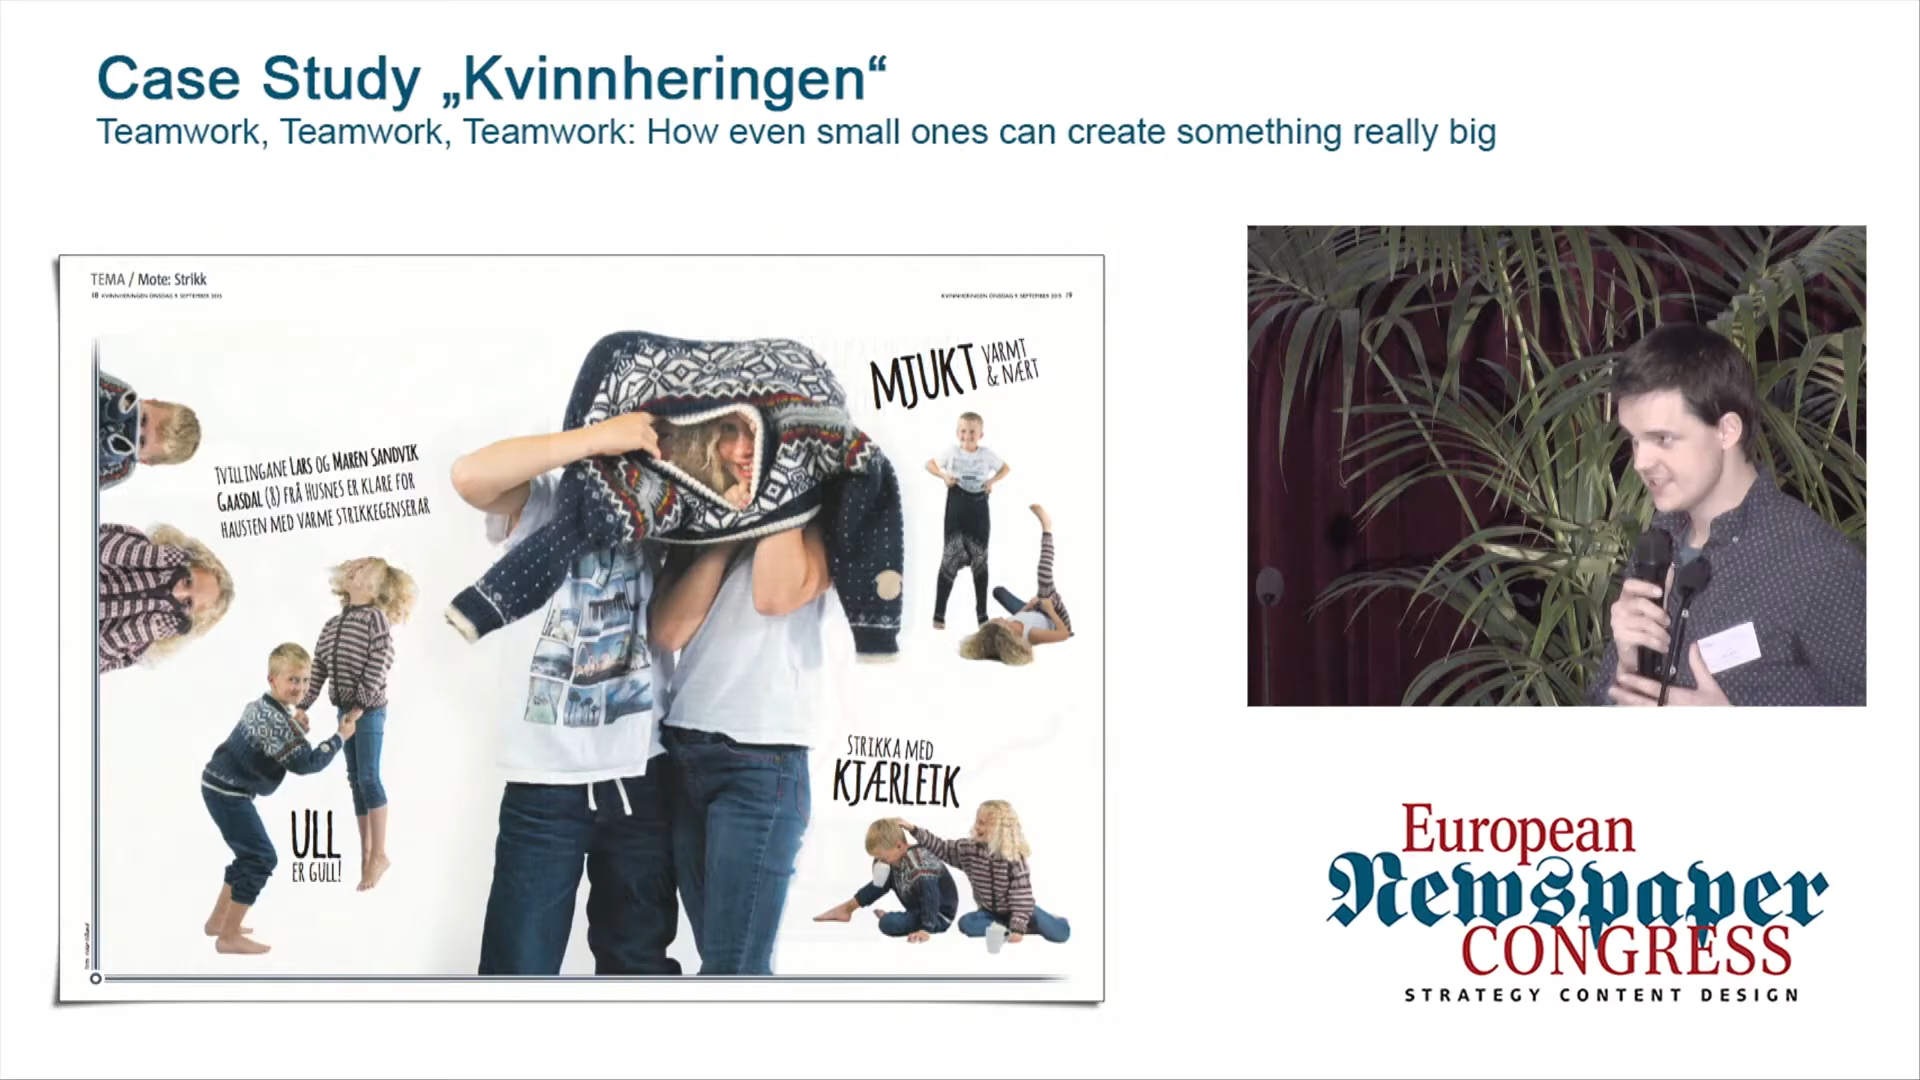 Case Study „Kvinnheringen“
Teamwork, Teamwork, Teamwork: How even small ones can create something really big
TEMA / Mote: Strikk
18 KVINNHERINGEN ONSDAG 9. SEPTEMBER 2015
KVINNHERINGEN ONSDAG 9. SEPTEMBER 2015 19
MJUKT VARMT
& NÆRT
TVILLINGANE LARS OG MAREN SANDVIK
GAASDAL (8) FRÅ HUSNES ER KLARE FOR
HAUSTEN MED VARME STRIKKEGENSERAR
ULL
ER GULL!
STRIKKA MED
KJÆRLEIK
European
Newspaper
CONGRESS
STRATEGY CONTENT DESIGN